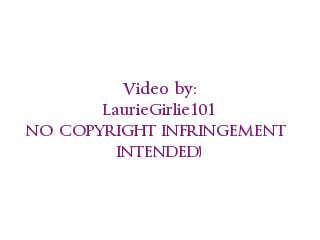 Video by:
LaurieGirlie101
NO COPYRIGHT INFRINGEMENT
INTENDED!